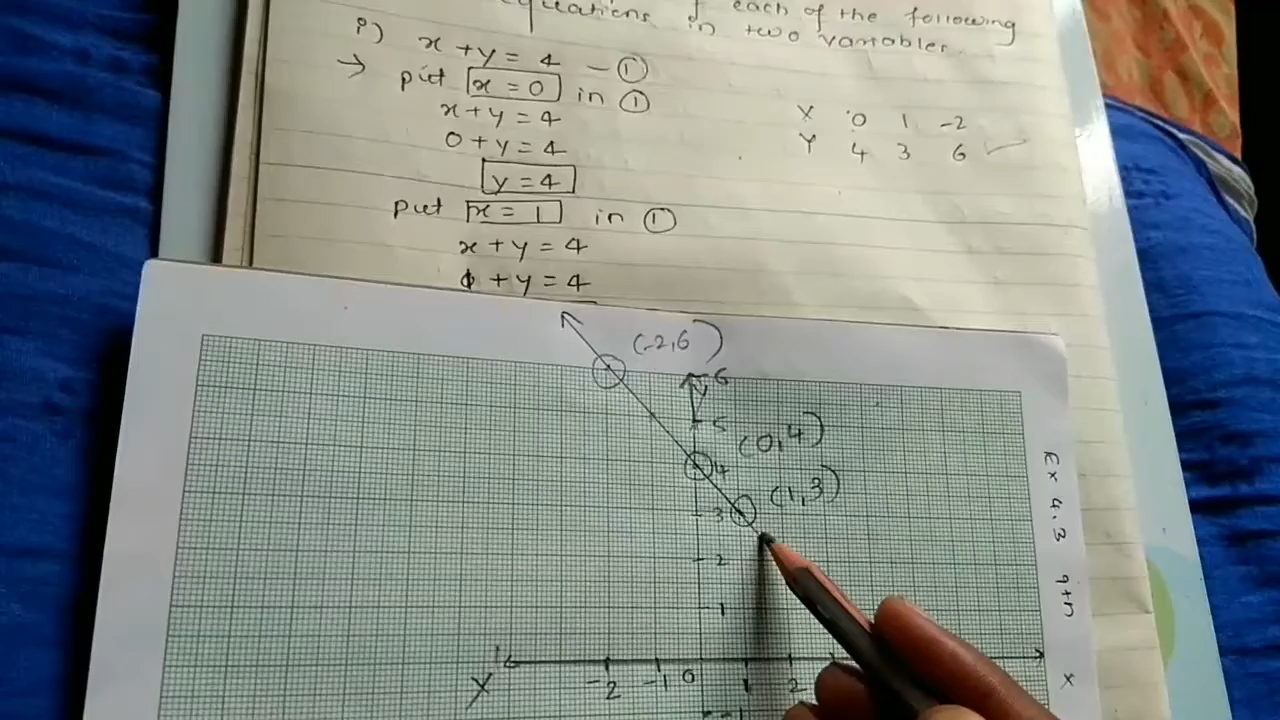 equations of each of the following
in two variables.
i) x + y = 4 — ①
→ put x = 0 in ①
x + y = 4
0 + y = 4
y = 4
put x = 1 in ①
x + y = 4
1 + y = 4
X 0 1 -2
Y 4 3 6
(-2,6)
6
Y
5
(0,4)
4
(1,3)
3
2
1
X -2 -1 0 1 2
-1
Ex 4.3 9th X